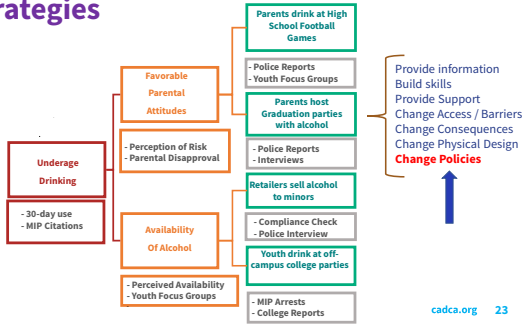 rategies
Parents drink at High
School Football
Games
- Police Reports
- Youth Focus Groups
Favorable
Parental
Attitudes
Parents host
Graduation parties
with alcohol
- Perception of Risk
- Parental Disapproval
- Police Reports
- Interviews
Underage
Drinking
- 30-day use
- MIP Citations
Retailers sell alcohol
to minors
- Compliance Check
- Police Interview
Availability
Of Alcohol
Youth drink at off-
campus college parties
- Perceived Availability
- Youth Focus Groups
- MIP Arrests
- College Reports
Provide information
Build skills
Provide Support
Change Access / Barriers
Change Consequences
Change Physical Design
Change Policies
cadca.org 23